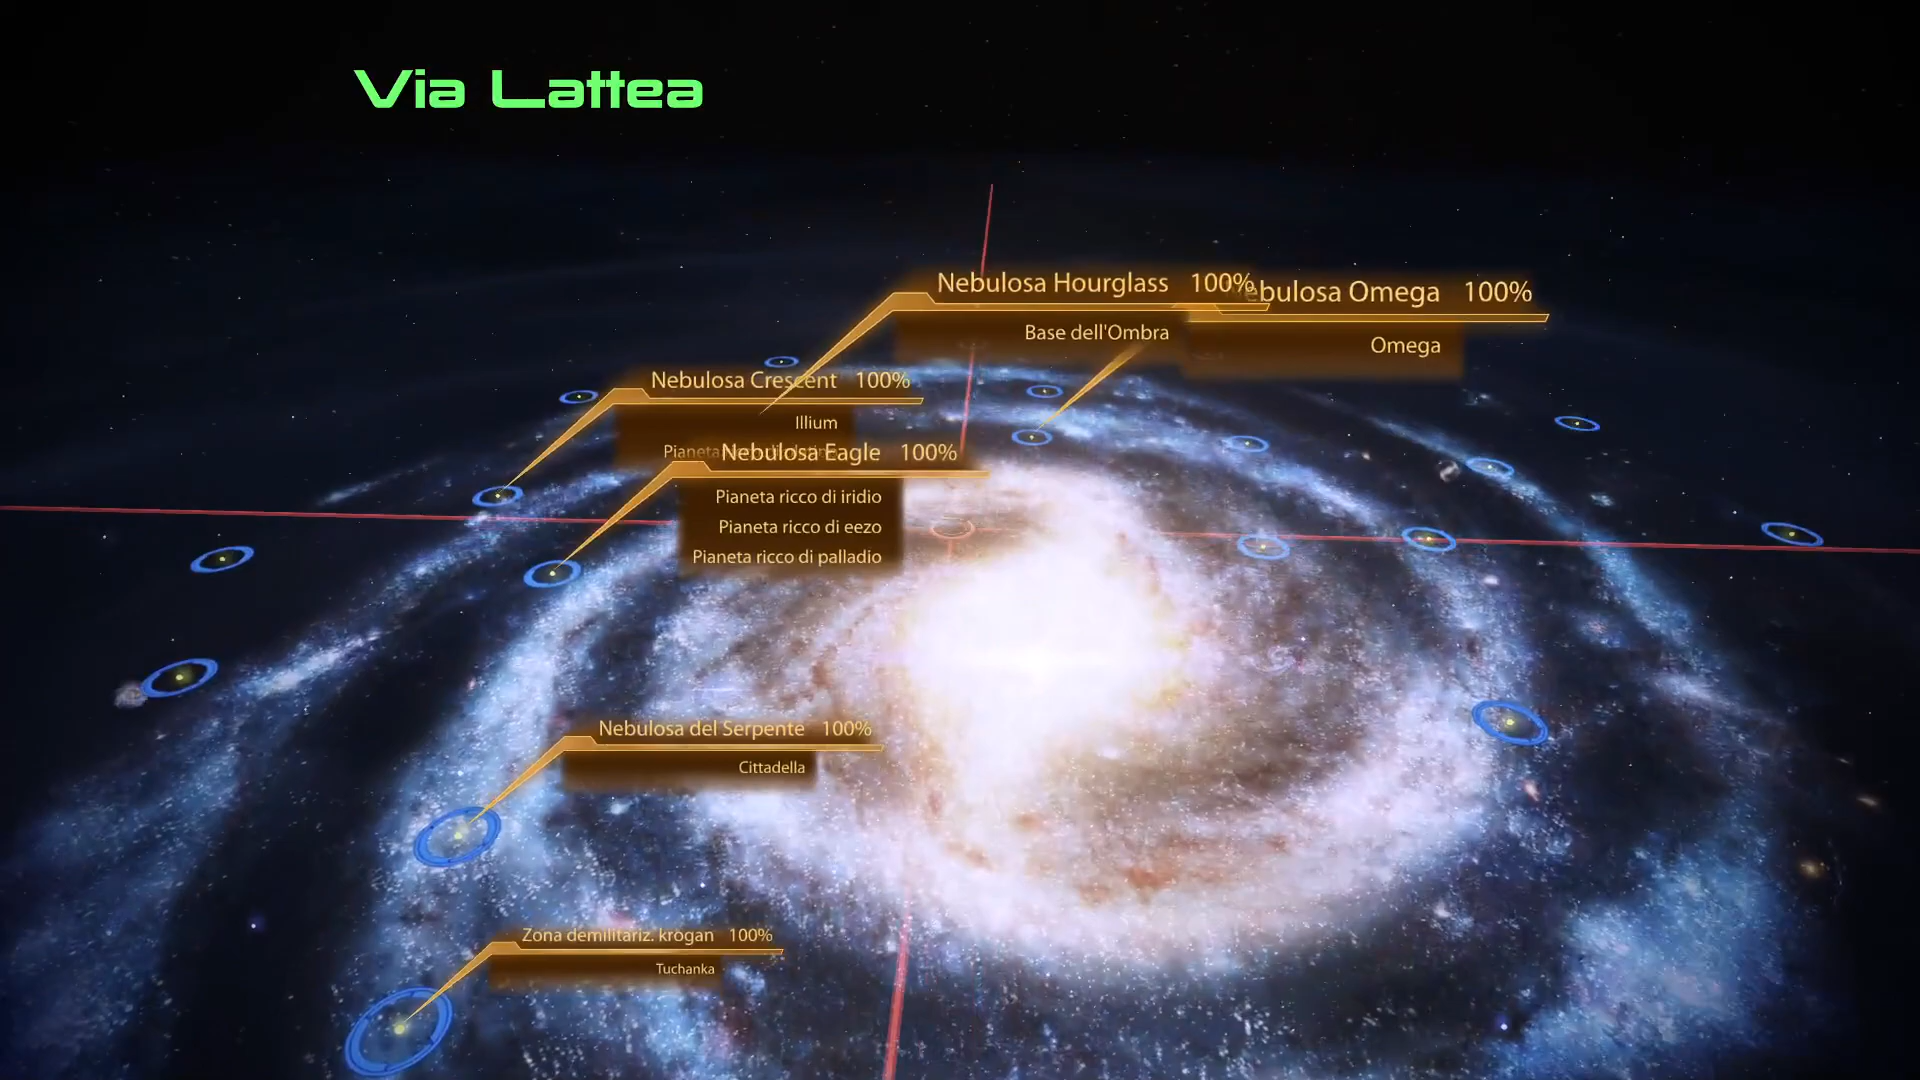 Via Lattea
Nebulosa Hourglass 100%
Base dell'Ombra
ebulosa Omega 100%
Omega
Nebulosa Crescent 100%
Illium
Pianeta
Nebulosa Eagle 100%
Pianeta ricco di iridio
Pianeta ricco di eezo
Pianeta ricco di palladio
Nebulosa del Serpente 100%
Cittadella
Zona demilitariz. krogan 100%
Tuchanka